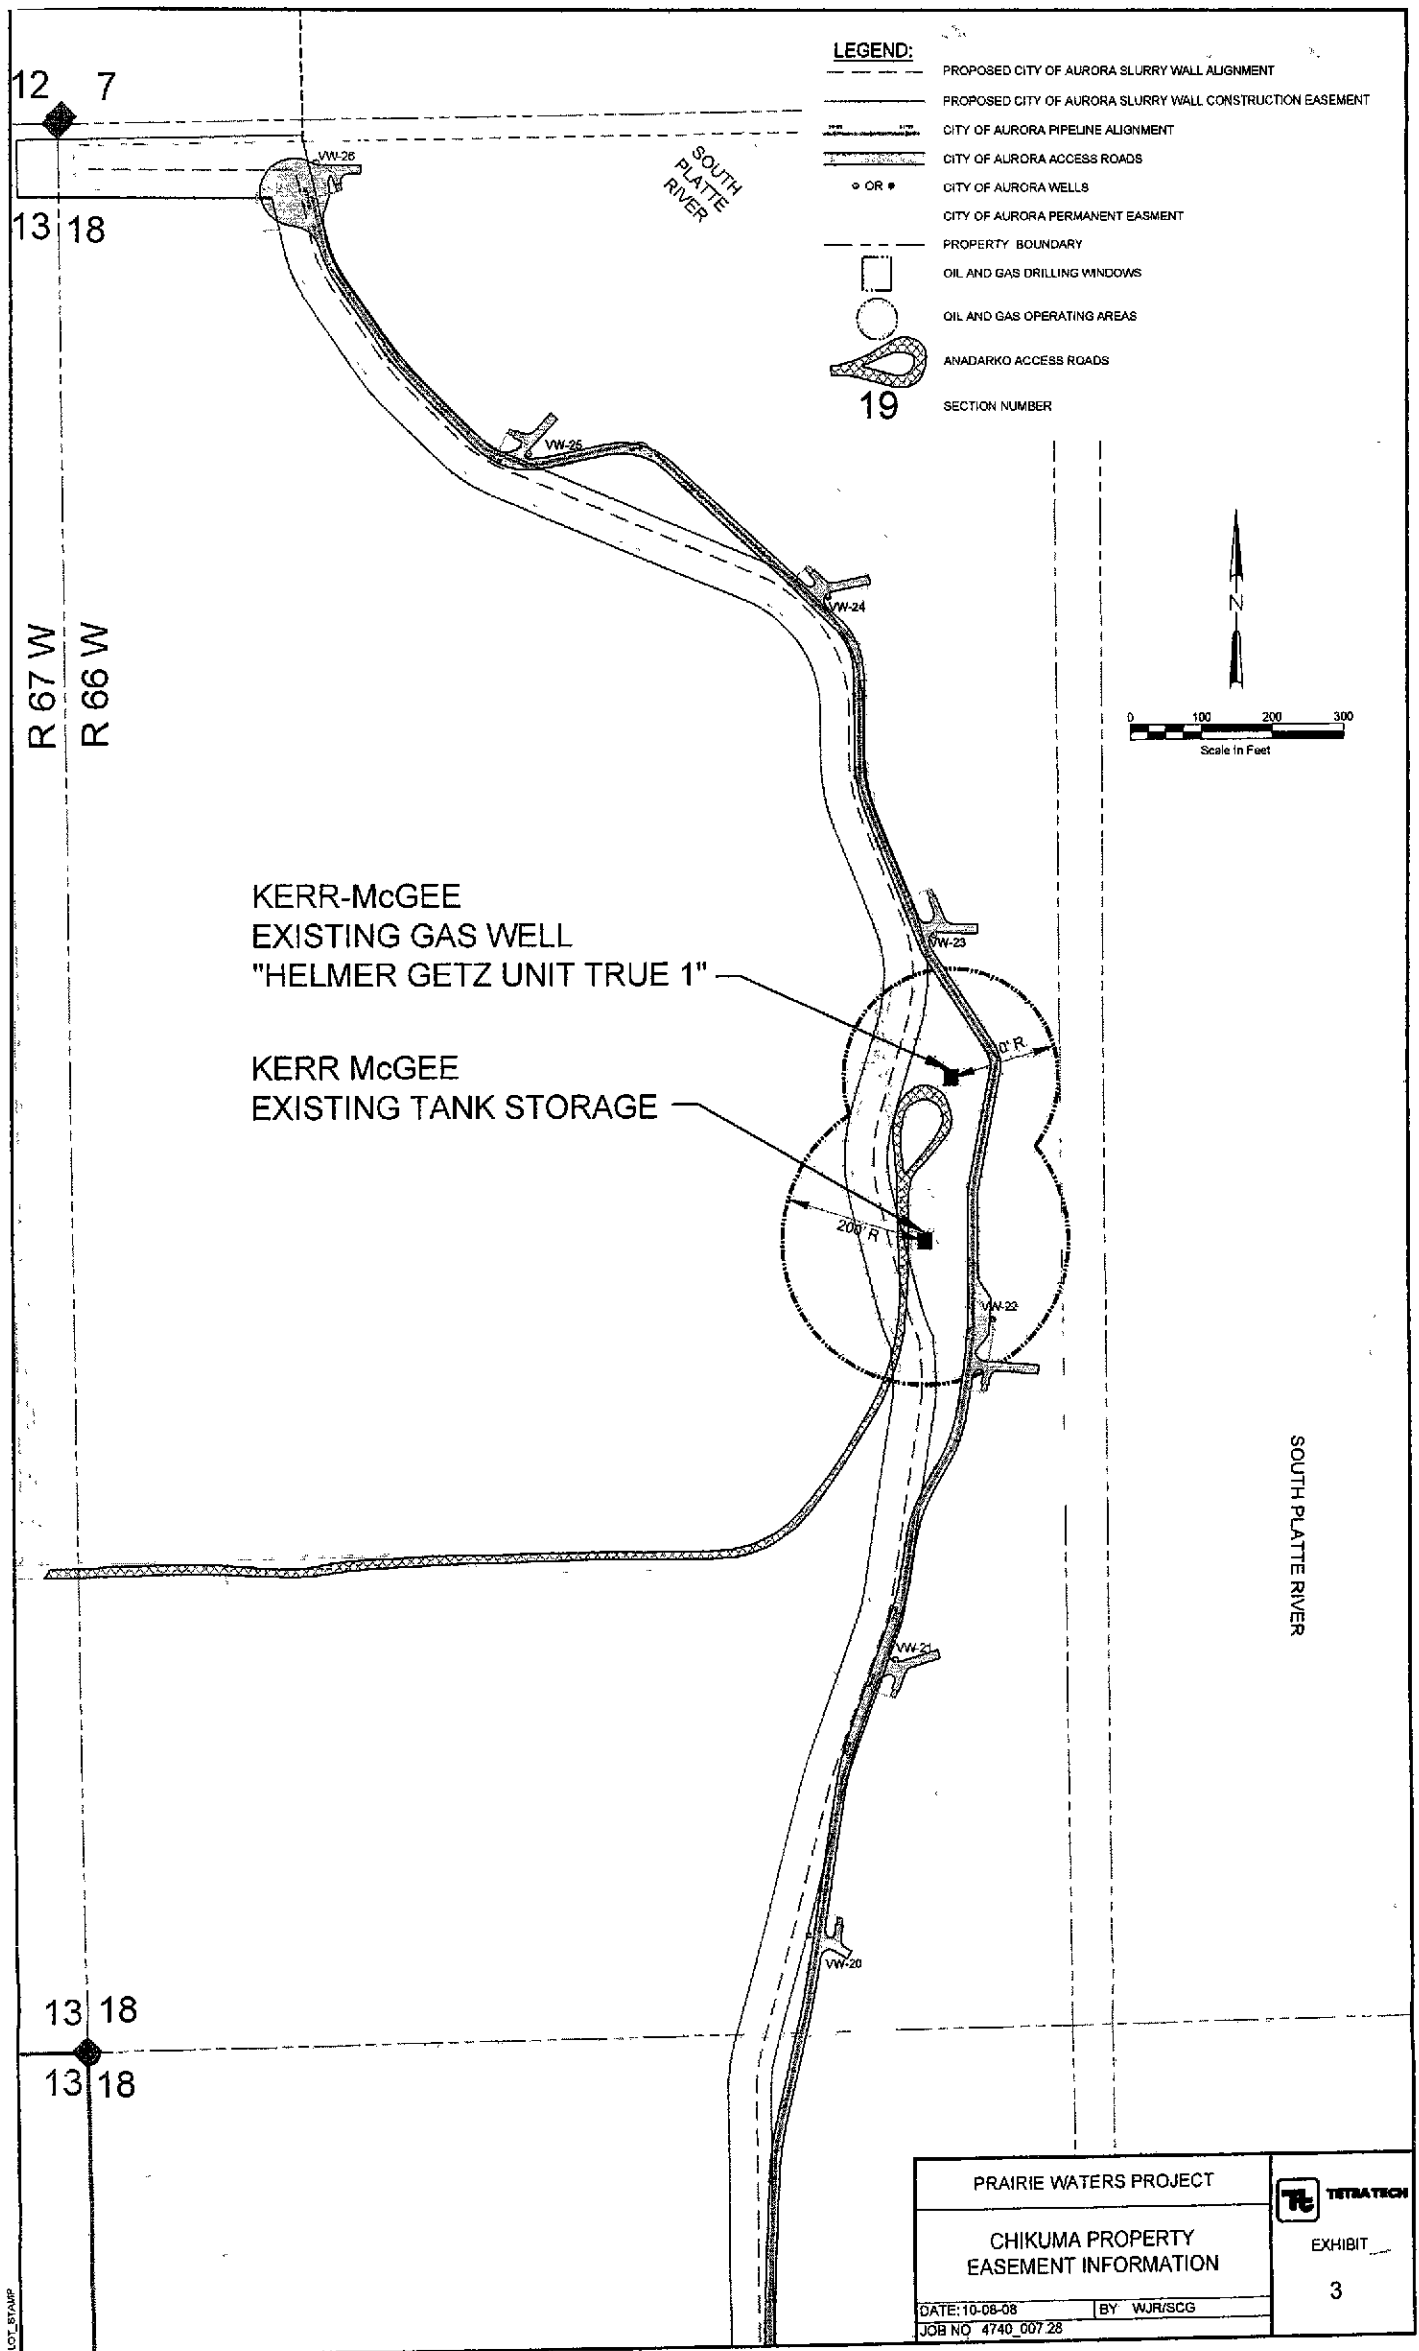 LEGEND:
PROPOSED CITY OF AURORA SLURRY WALL ALIGNMENT
PROPOSED CITY OF AURORA SLURRY WALL CONSTRUCTION EASEMENT
CITY OF AURORA PIPELINE ALIGNMENT
CITY OF AURORA ACCESS ROADS
OR
CITY OF AURORA WELLS
CITY OF AURORA PERMANENT EASMENT
PROPERTY BOUNDARY
OIL AND GAS DRILLING WINDOWS
OIL AND GAS OPERATING AREAS
ANADARKO ACCESS ROADS
19
SECTION NUMBER
12 7
13 18
VW-26
SOUTH
PLATTE
RIVER
VW-25
VW-24
N
R 67 W
R 66 W
0 100 200 300
Scale In Feet
KERR-McGEE
EXISTING GAS WELL
"HELMER GETZ UNIT TRUE 1"
VW-23
0' R
KERR McGEE
EXISTING TANK STORAGE
200' R
VW-22
SOUTH PLATTE RIVER
VW-21
VW-20
13 18
13 18
PRAIRIE WATERS PROJECT
CHIKUMA PROPERTY
EASEMENT INFORMATION
DATE: 10-08-08
BY WJR/SCG
JOB NO 4740_007.28
Tt TETRA TECH
EXHIBIT
3